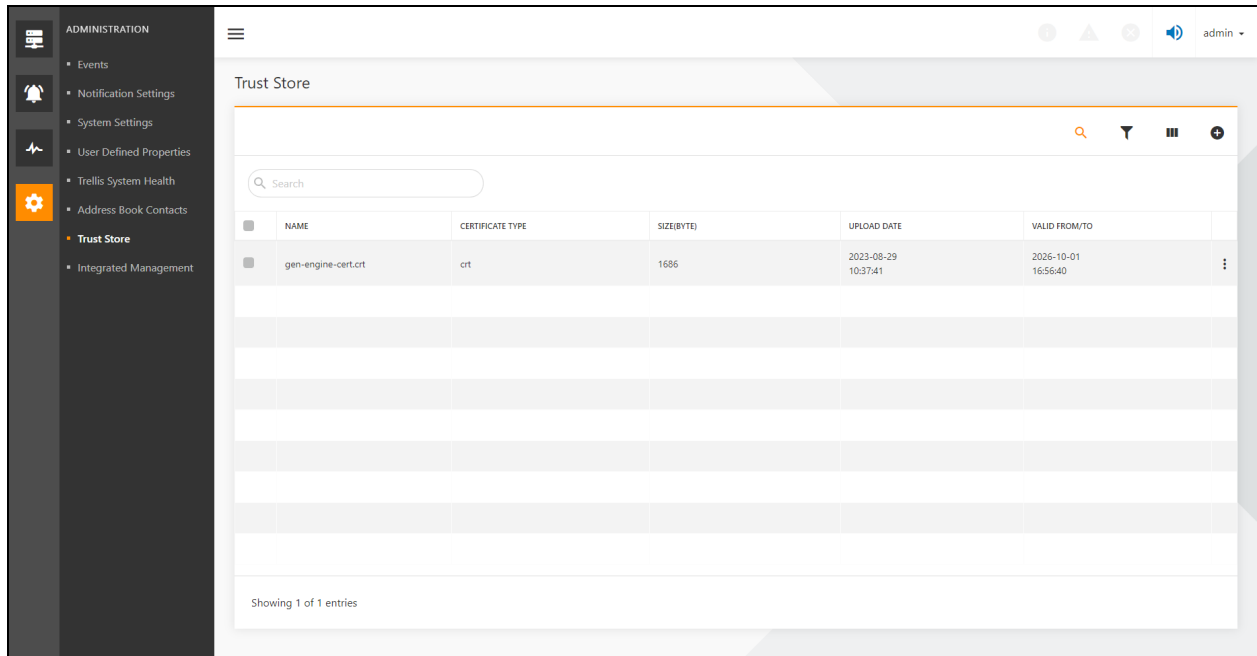 ADMINISTRATION
Events
Notification Settings
System Settings
User Defined Properties
Trellis System Health
Address Book Contacts
Trust Store
Integrated Management
admin
Trust Store
Search
NAME CERTIFICATE TYPE SIZE(BYTE) UPLOAD DATE VALID FROM/TO
gen-engine-cert.crt crt 1686 2023-08-29 2026-10-01
10:37:41 16:56:40
Showing 1 of 1 entries